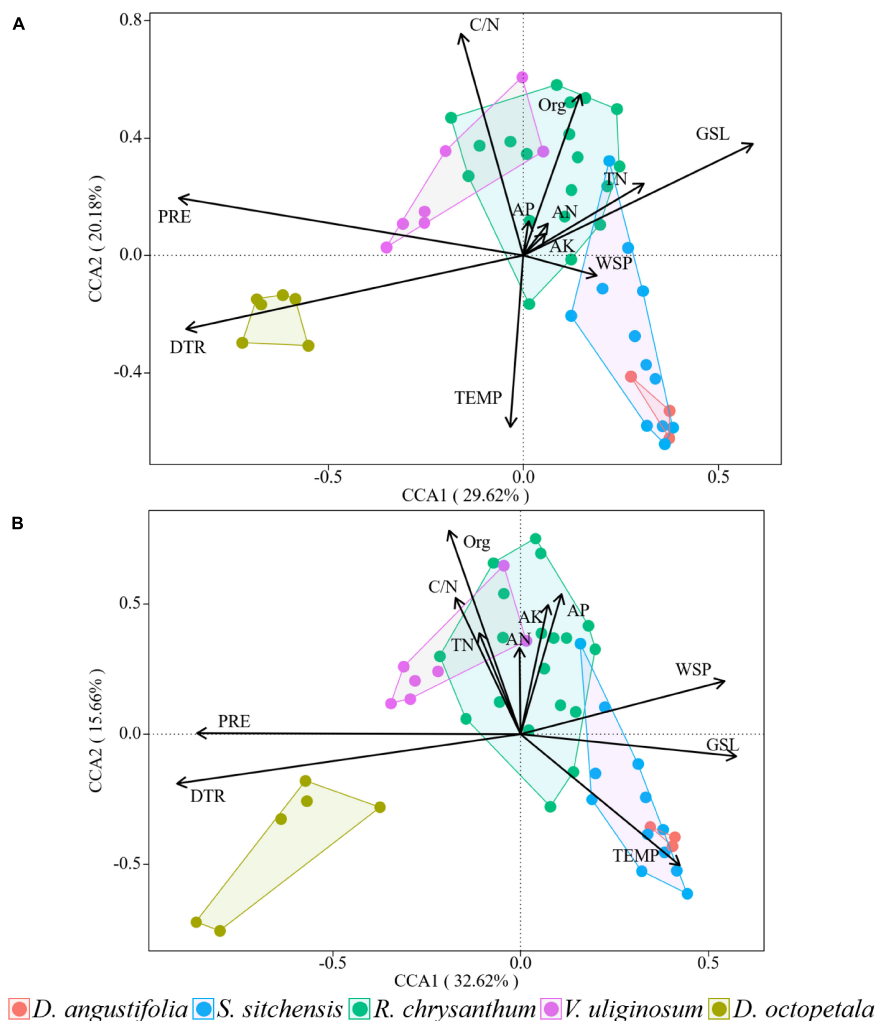 A
0.8
C/N
Org
GSL
0.4
TN
PRE
AP
AN
AK
WSP
0.0
CCA2 ( 20.18%)
DTR
-0.4
TEMP
-0.5
0.0
0.5
CCA1 ( 29.62%)
B
Org
C/N
0.5
AK
AP
TN
AN
WSP
PRE
0.0
GSL
CCA2 ( 15.66%)
DTR
TEMP
-0.5
-0.5
0.0
0.5
CCA1 ( 32.62%)
D. angustifolia S. sitchensis R. chrysanthum V. uliginosum D. octopetala